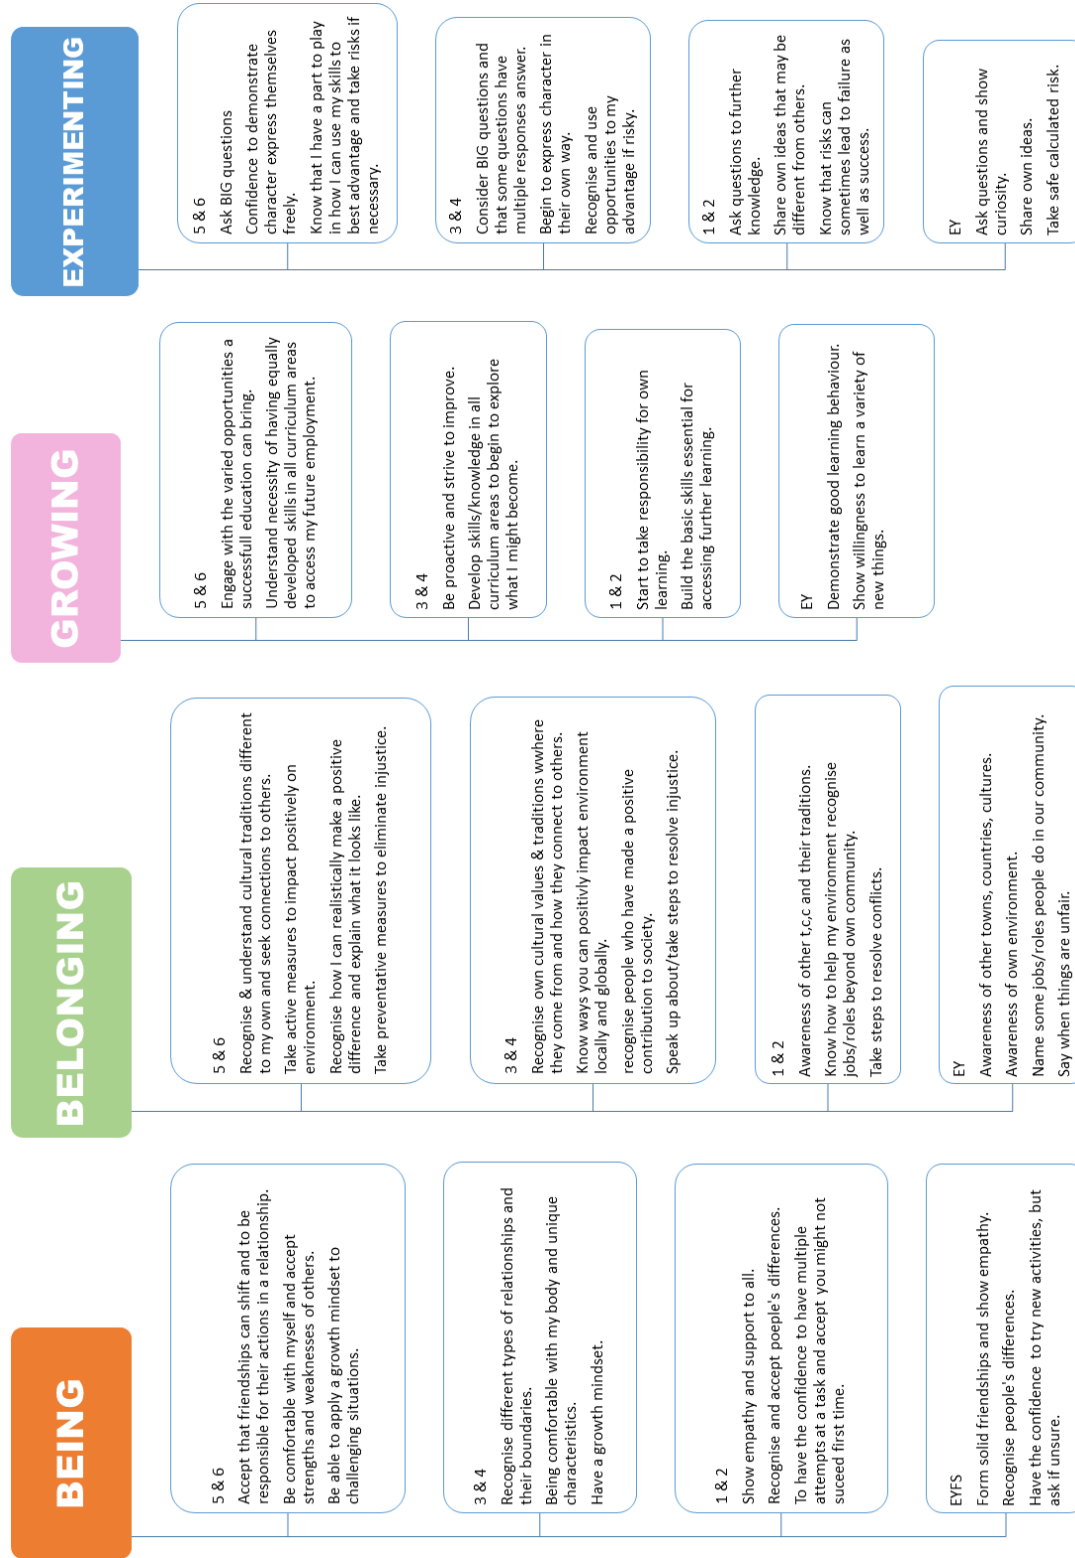 BEING
5 & 6
Accept that friendships can shift and to be
responsible for their actions in a relationship.
Be comfortable with myself and accept
strengths and weaknesses of others.
Be able to apply a growth mindset to
challenging situations.
3 & 4
Recognise different types of relationships and
their boundaries.
Being comfortable with my body and unique
characteristics.
Have a growth mindset.
1 & 2
Show empathy and support to all.
Recognise and accept poeple's differences.
To have the confidence to have multiple
attempts at a task and accept you might not
succeed first time.
EYFS
Form solid friendships and show empathy.
Recognise people's differences.
Have the confidence to try new activities, but
ask if unsure.
BELONGING
5 & 6
Recognise & understand cultural traditions different
to my own and seek connections to others.
Take active measures to impact positively on
environment.
Recognise how I can realistically make a positive
difference and explain what it looks like.
Take preventative measures to eliminate injustice.
3 & 4
Recognise own cultural values & traditions wwhere
they come from and how they connect to others.
Know ways you can positivly impact environment
locally and globally.
recognise people who have made a positive
contribution to society.
Speak up about/take steps to resolve injustice.
1 & 2
Awareness of other t,c,c and their traditions.
Know how to help my environment recognise
jobs/roles beyond own community.
Take steps to resolve conflicts.
EY
Awareness of other towns, countries, cultures.
Awareness of own environment.
Name some jobs/roles people do in our community.
Say when things are unfair.
GROWING
5 & 6
Engage with the varied opportunities a
successfull education can bring.
Understand necessity of having equally
developed skills in all curriculum areas
to access my future employment.
3 & 4
Be proactive and strive to improve.
Develop skills/knowledge in all
curriculum areas to begin to explore
what I might become.
1 & 2
Start to take responsibility for own
learning.
Build the basic skills essential for
accessing further learning.
EY
Demonstrate good learning behaviour.
Show willingness to learn a variety of
new things.
EXPERIMENTING
5 & 6
Ask BIG questions
Confidence to demonstrate
character express themselves
freely.
Know that I have a part to play
in how I can use my skills to
best advantage and take risks if
necessary.
3 & 4
Consider BIG questions and
that some questions have
multiple responses answer.
Begin to express character in
their own way.
Recognise and use
opportunities to my
advantage if risky.
1 & 2
Ask questions to further
knowledge.
Share own ideas that may be
different from others.
Know that risks can
sometimes lead to failure as
well as success.
EY
Ask questions and show
curiosity.
Share own ideas.
Take safe calculated risk.